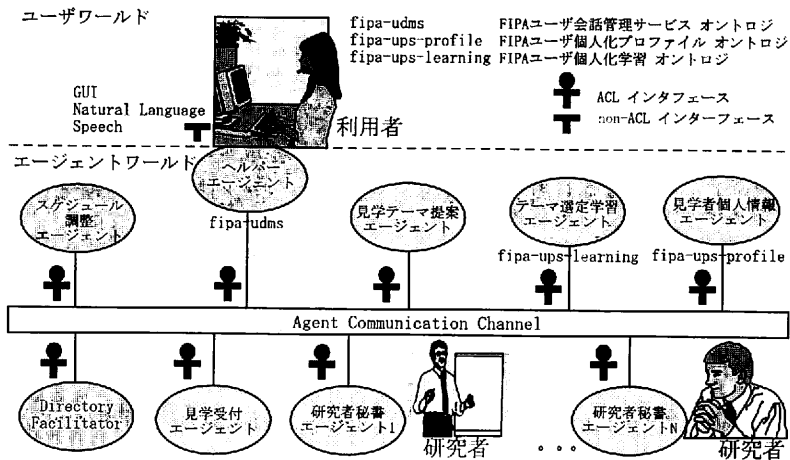 ユーザワールド
fipa-udms FIPAユーザ会話管理サービス オントロジ
fipa-ups-profile FIPAユーザ個人化プロファイル オントロジ
fipa-ups-learning FIPAユーザ個人化学習 オントロジ
GUI
Natural Language
Speech
利用者
ACL インタフェース
non-ACL インターフェース
エージェントワールド
ヘルパー
エージェント
fipa-udms
スケジュール
調整
エージェント
見学テーマ提案
エージェント
テーマ選定学習
エージェント
fipa-ups-learning
見学者個人情報
エージェント
fipa-ups-profile
Agent Communication Channel
Directory
Facilitator
見学受付
エージェント
研究者秘書
エージェント1
研究者
...
研究者秘書
エージェントN
研究者